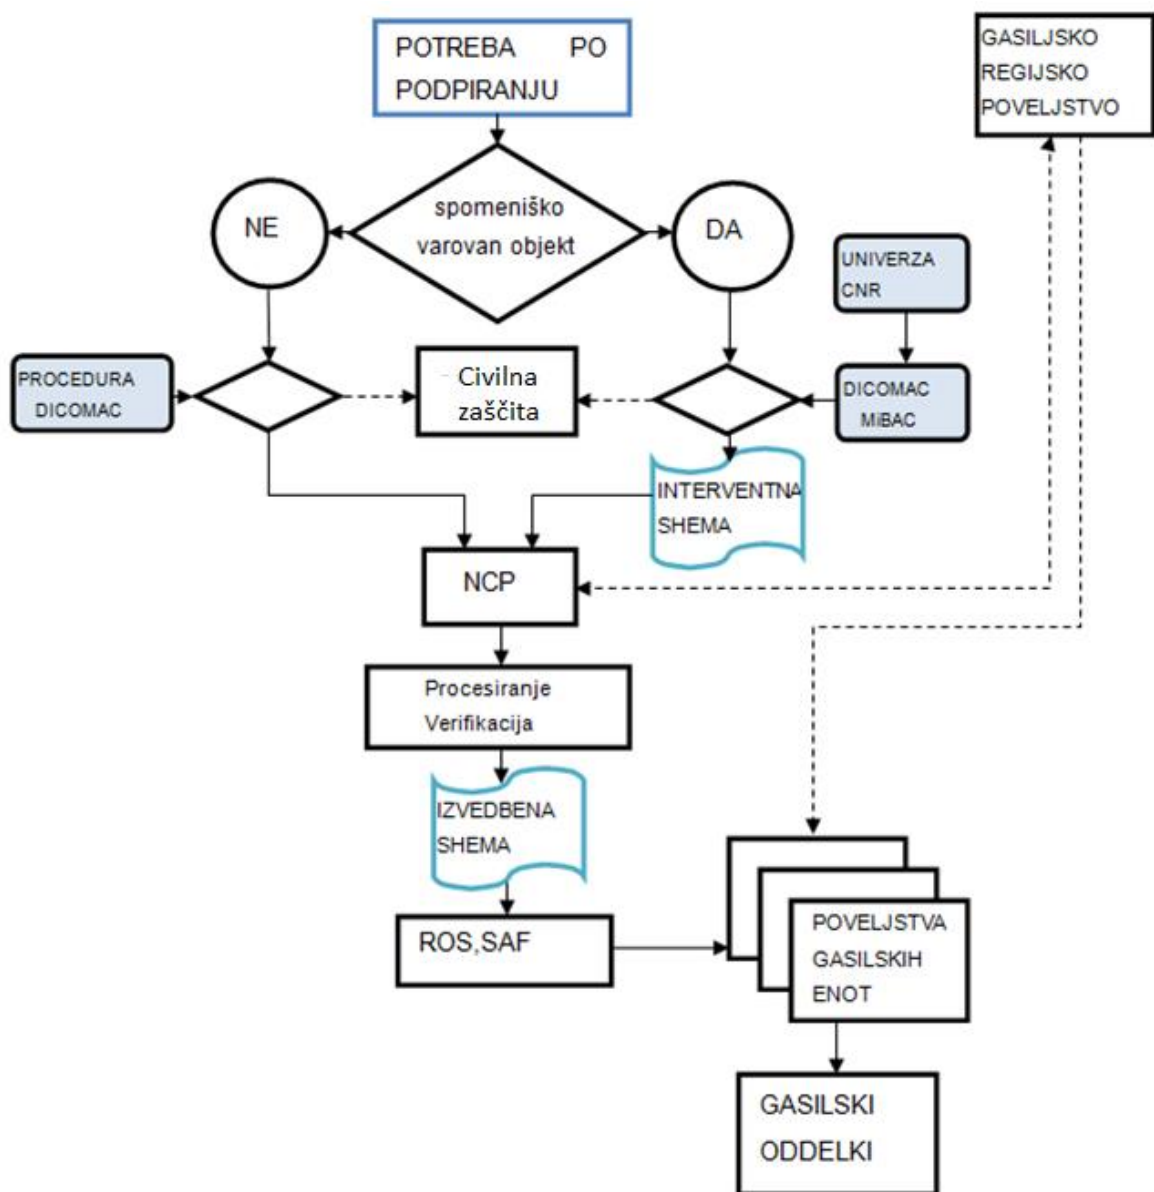 POTREBA PO
PODPIRANJU
GASILJSKO
REGIJSKO
POVELJSTVO
spomeniško
varovan objekt
NE
DA
UNIVERZA
CNR
PROCEDURA
DICOMAC
Civilna
zaščita
DICOMAC
MiBAC
INTERVENTNA
SHEMA
NCP
Procesiranje
Verifikacija
IZVEDBENA
SHEMA
ROS,SAF
POVELJSTVA
GASILSKIH
ENOT
GASILSKI
ODDELKI